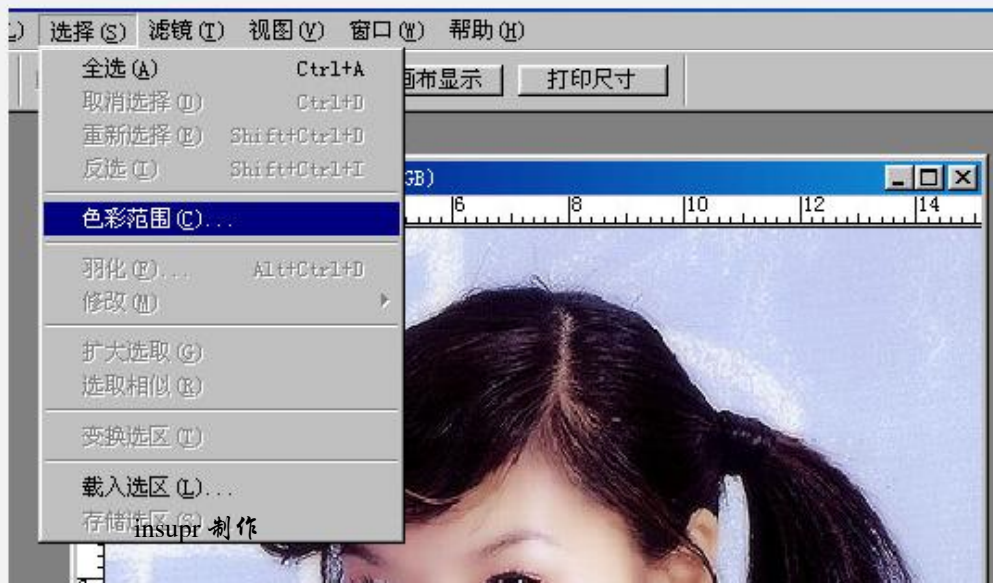 选择(S) 滤镜(T) 视图(V) 窗口(W) 帮助(H)
画布显示 打印尺寸
全选(A) Ctrl+A
取消选择(D) Ctrl+D
重新选择(E) Shift+Ctrl+D
反选(I) Shift+Ctrl+I
色彩范围(C)...
羽化(F)... Alt+Ctrl+D
修改(M)
扩大选取(G)
选取相似(R)
变换选区(T)
载入选区(L)...
存储选区(S)
insupr 制作
GB)
6 8 10 12 14